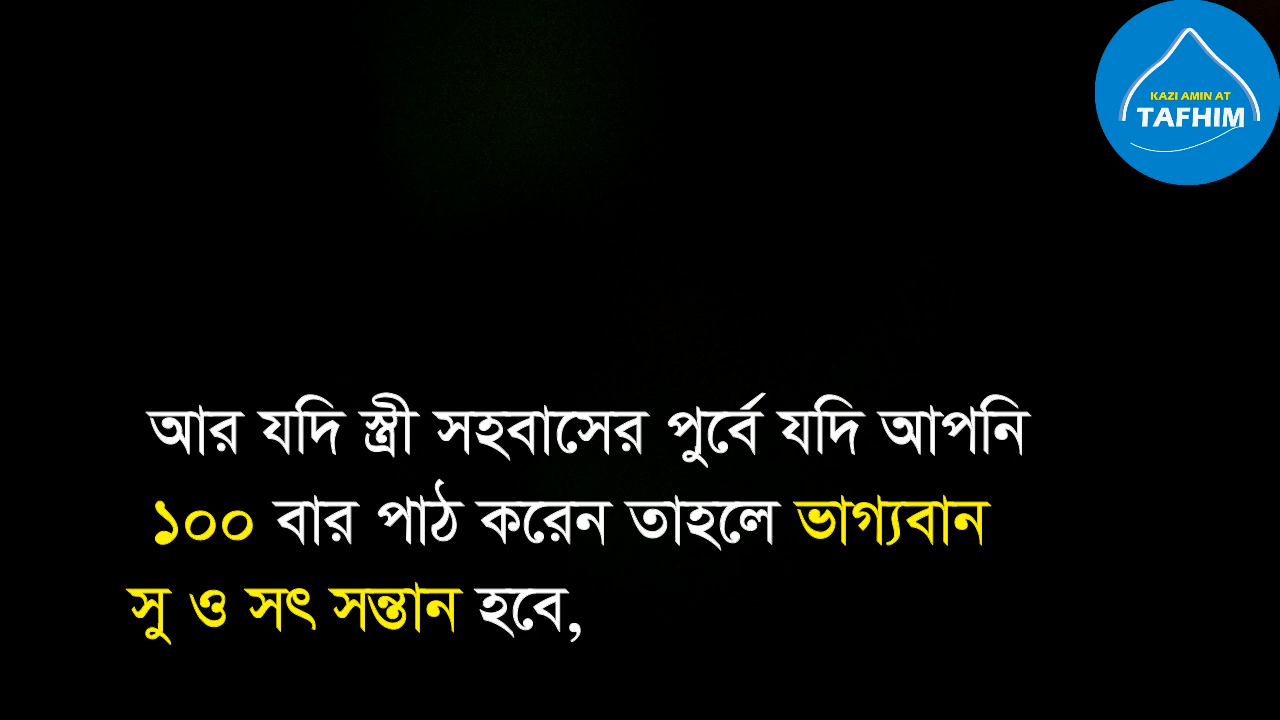 KAZI AMIN AT
TAFHIM
আর যদি স্ত্রী সহবাসের পুর্বে যদি আপনি
১০০ বার পাঠ করেন তাহলে ভাগ্যবান
সু ও সৎ সন্তান হবে,